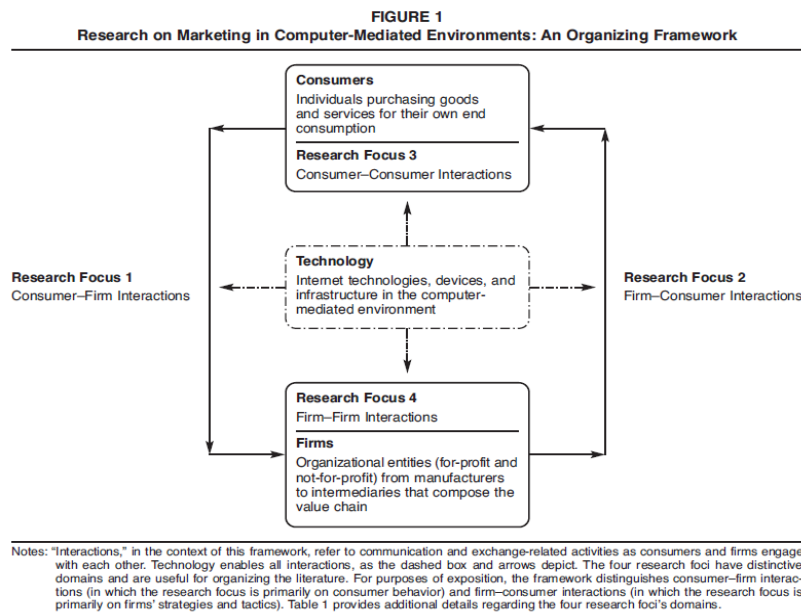 FIGURE 1
Research on Marketing in Computer-Mediated Environments: An Organizing Framework
Consumers
Individuals purchasing goods
and services for their own end
consumption
Research Focus 3
Consumer–Consumer Interactions
Technology
Internet technologies, devices, and
infrastructure in the computer-
mediated environment
Research Focus 1
Consumer–Firm Interactions
Research Focus 2
Firm–Consumer Interactions
Research Focus 4
Firm–Firm Interactions
Firms
Organizational entities (for-profit and
not-for-profit) from manufacturers
to intermediaries that compose the
value chain
Notes: “Interactions,” in the context of this framework, refer to communication and exchange-related activities as consumers and firms engage
with each other. Technology enables all interactions, as the dashed box and arrows depict. The four research foci have distinctive
domains and are useful for organizing the literature. For purposes of exposition, the framework distinguishes consumer–firm interac-
tions (in which the research focus is primarily on consumer behavior) and firm–consumer interactions (in which the research focus is
primarily on firms’ strategies and tactics). Table 1 provides additional details regarding the four research foci’s domains.